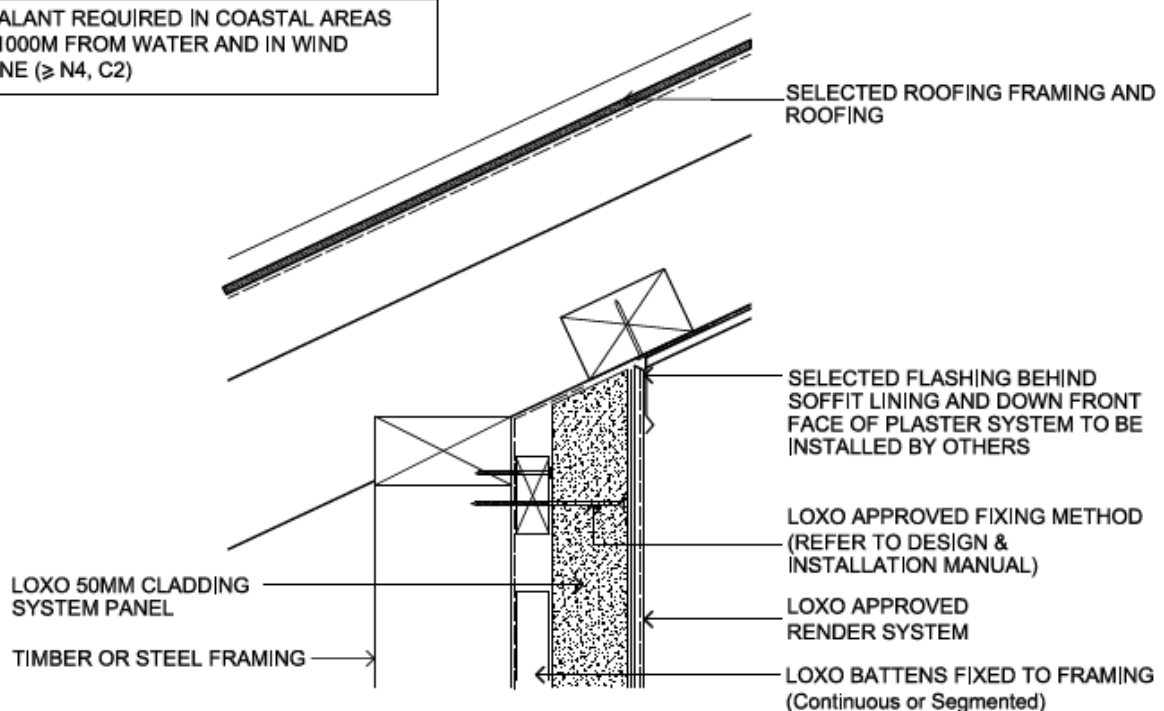 ALANT REQUIRED IN COASTAL AREAS
1000M FROM WATER AND IN WIND
NE (≥ N4, C2)
SELECTED ROOFING FRAMING AND
ROOFING
SELECTED FLASHING BEHIND
SOFFIT LINING AND DOWN FRONT
FACE OF PLASTER SYSTEM TO BE
INSTALLED BY OTHERS
LOXO APPROVED FIXING METHOD
(REFER TO DESIGN &
INSTALLATION MANUAL)
LOXO 50MM CLADDING
SYSTEM PANEL
LOXO APPROVED
RENDER SYSTEM
TIMBER OR STEEL FRAMING
LOXO BATTENS FIXED TO FRAMING
(Continuous or Segmented)